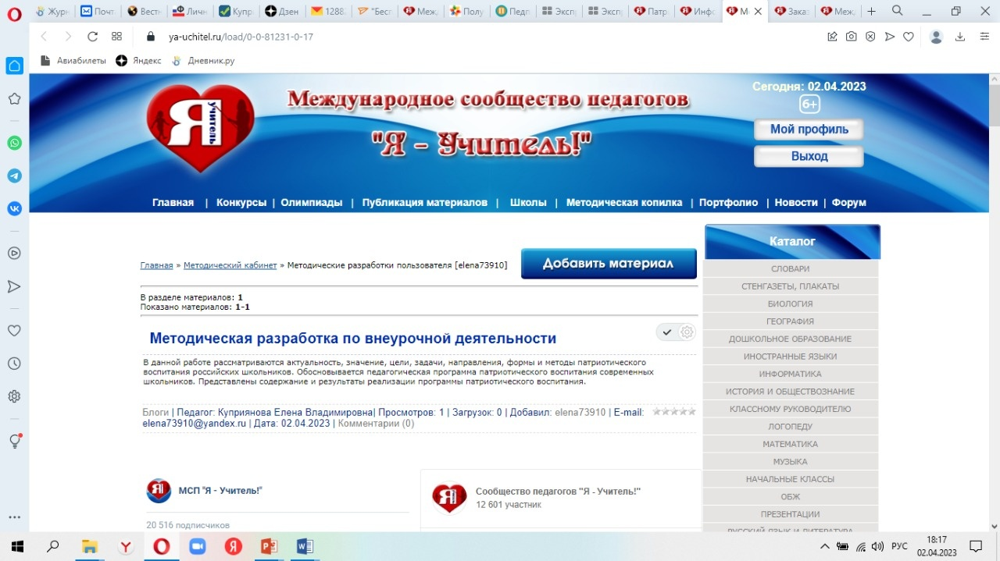 Журн
Почт
Вестн
Личн
Купри
Дзен
1288
"Бесп
Межд
Полу
Педп
Эксп
Эксп
Патр
Инфо
М
Заказ
Межд
ya-uchitel.ru/load/0-0-81231-0-17
Авиабилеты
Яндекс
Дневник.ру
Я учитель
Международное сообщество педагогов
"Я - Учитель!"
Сегодня: 02.04.2023
6+
Мой профиль
Выход
Главная | Конкурсы | Олимпиады | Публикация материалов | Школы | Методическая копилка | Портфолио | Новости | Форум
Главная » Методический кабинет » Методические разработки пользователя [elena73910]
Добавить материал
В разделе материалов: 1
Показано материалов: 1-1
Методическая разработка по внеурочной деятельности
В данной работе рассматриваются актуальность, значение, цели, задачи, направления, формы и методы патриотического
воспитания российских школьников. Обосновывается педагогическая программа патриотического воспитания современных
школьников. Представлены содержание и результаты реализации программы патриотического воспитания.
Блоги | Педагог: Куприянова Елена Владимировна| Просмотров: 1 | Загрузок: 0 | Добавил: elena73910 | E-mail:
elena73910@yandex.ru | Дата: 02.04.2023 | Комментарии (0)
МСП "Я - Учитель!"
20 516 подписчиков
Сообщество педагогов "Я - Учитель!"
12 601 участник
Каталог
СЛОВАРИ
СТЕНГАЗЕТЫ, ПЛАКАТЫ
БИОЛОГИЯ
ГЕОГРАФИЯ
ДОШКОЛЬНОЕ ОБРАЗОВАНИЕ
ИНОСТРАННЫЕ ЯЗЫКИ
ИНФОРМАТИКА
ИСТОРИЯ И ОБЩЕСТВОЗНАНИЕ
КЛАССНОМУ РУКОВОДИТЕЛЮ
ЛОГОПЕДУ
МАТЕМАТИКА
МУЗЫКА
НАЧАЛЬНЫЕ КЛАССЫ
ОБЖ
ПРЕЗЕНТАЦИИ
РУССКИЙ ЯЗЫК И ЛИТЕРАТУРА
РУС
18:17
02.04.2023